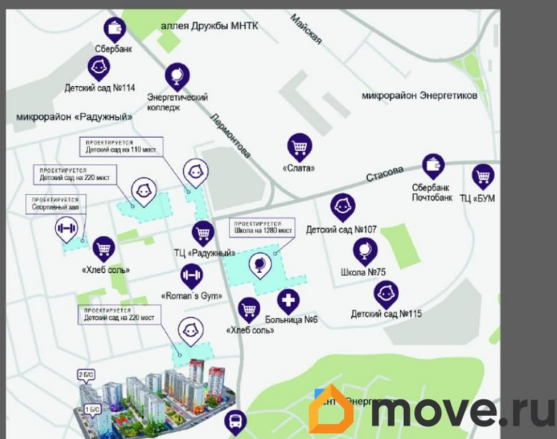 аллея Дружбы МНТК
Майская
Сбербанк
Детский сад №114
Энергетический
колледж
микрорайон Энергетиков
микрорайон «Радужный»
Лермонтова
ПРОЕКТИРУЕТСЯ
Детский сад на 110 мест
«Слата»
Стасова
ПРОЕКТИРУЕТСЯ
Детский сад на 220 мест
Сбербанк
Почтобанк
ТЦ «БУМ
ПРОЕКТИРУЕТСЯ
Спортивный зал
ПРОЕКТИРУЕТСЯ
Школа на 1280 мест
Детский сад №107
ТЦ «Радужный»
«Хлеб соль»
Школа №75
«Roman`s Gym»
«Хлеб соль»
Больница №6
Детский сад №115
ПРОЕКТИРУЕТСЯ
Детский сад на 220 мест
2 Б/С
1 Б/С
move.ru